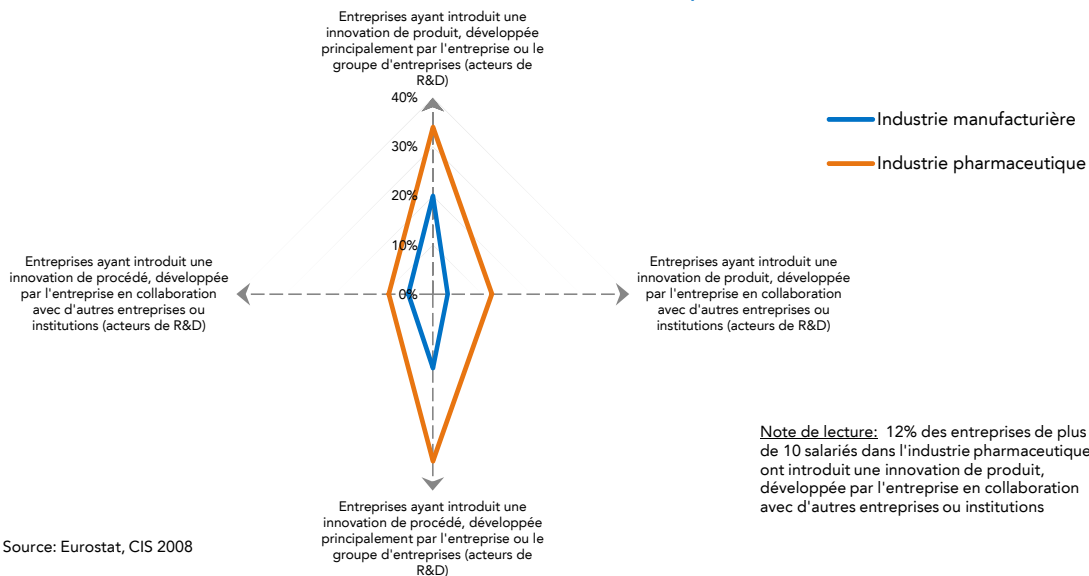 Entreprises ayant introduit une
innovation de produit, développée
principalement par l'entreprise ou le
groupe d'entreprises (acteurs de
R&D)
40%
30%
20%
10%
0%
Industrie manufacturière
Industrie pharmaceutique
Entreprises ayant introduit une
innovation de procédé, développée
par l'entreprise en collaboration
avec d'autres entreprises ou
institutions (acteurs de R&D)
Entreprises ayant introduit une
innovation de produit, développée
par l'entreprise en collaboration
avec d'autres entreprises ou
institutions (acteurs de R&D)
Note de lecture: 12% des entreprises de plus
de 10 salariés dans l'industrie pharmaceutique
ont introduit une innovation de produit,
développée par l'entreprise en collaboration
avec d'autres entreprises ou institutions
Entreprises ayant introduit une
innovation de procédé, développée
principalement par l'entreprise ou le
groupe d'entreprises (acteurs de
R&D)
Source: Eurostat, CIS 2008